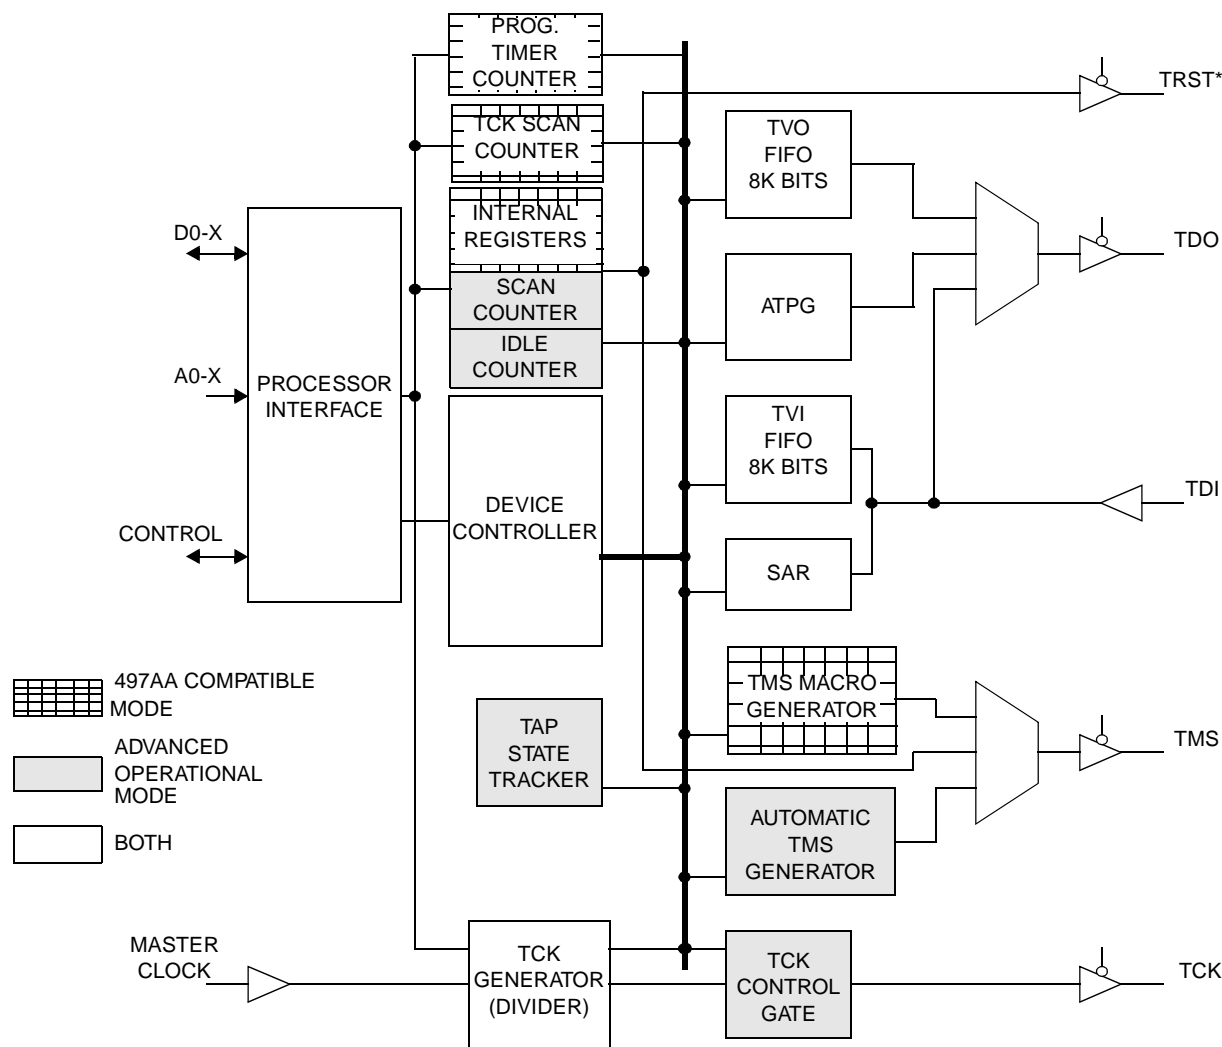 PROG.
TIMER
COUNTER
TRST*
TCK SCAN
COUNTER
TVO
FIFO
8K BITS
INTERNAL
REGISTERS
D0-X
TDO
SCAN
COUNTER
ATPG
IDLE
COUNTER
A0-X
PROCESSOR
INTERFACE
TVI
FIFO
8K BITS
TDI
DEVICE
CONTROLLER
CONTROL
SAR
497AA COMPATIBLE
MODE
TMS MACRO
GENERATOR
TAP
STATE
TRACKER
TMS
ADVANCED
OPERATIONAL
MODE
AUTOMATIC
TMS
GENERATOR
BOTH
MASTER
CLOCK
TCK
GENERATOR
(DIVIDER)
TCK
CONTROL
GATE
TCK